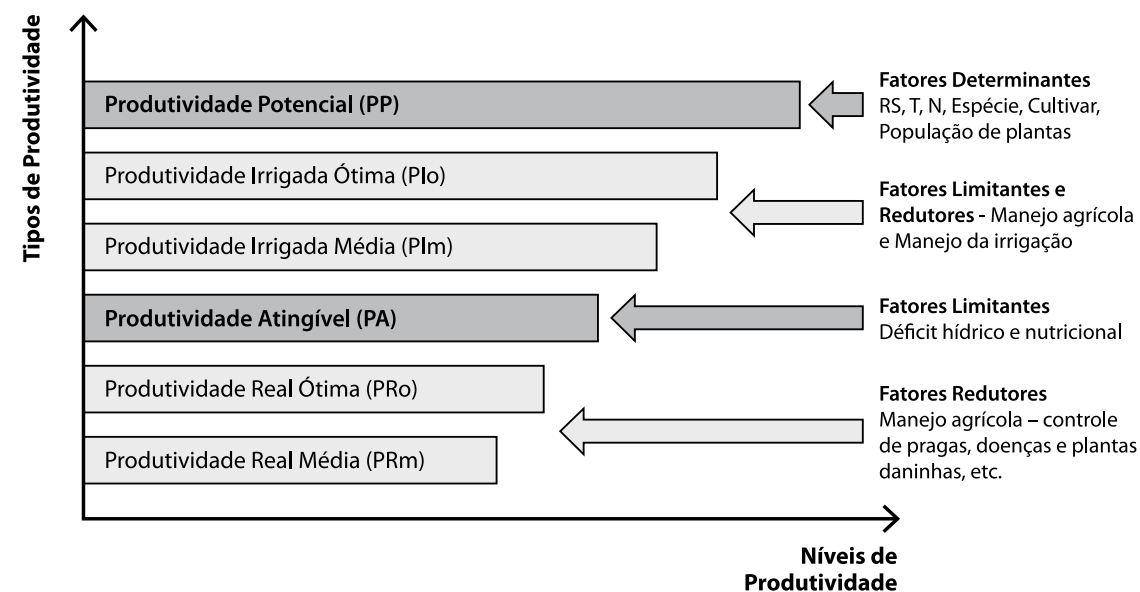 Tipos de Produtividade
Produtividade Potencial (PP)
Fatores Determinantes
RS, T, N, Espécie, Cultivar,
População de plantas
Produtividade Irrigada Ótima (PIo)
Produtividade Irrigada Média (PIm)
Fatores Limitantes e
Redutores - Manejo agrícola
e Manejo da irrigação
Produtividade Atingível (PA)
Fatores Limitantes
Déficit hídrico e nutricional
Produtividade Real Ótima (PRo)
Produtividade Real Média (PRm)
Fatores Redutores
Manejo agrícola – controle
de pragas, doenças e plantas
daninhas, etc.
Níveis de
Produtividade